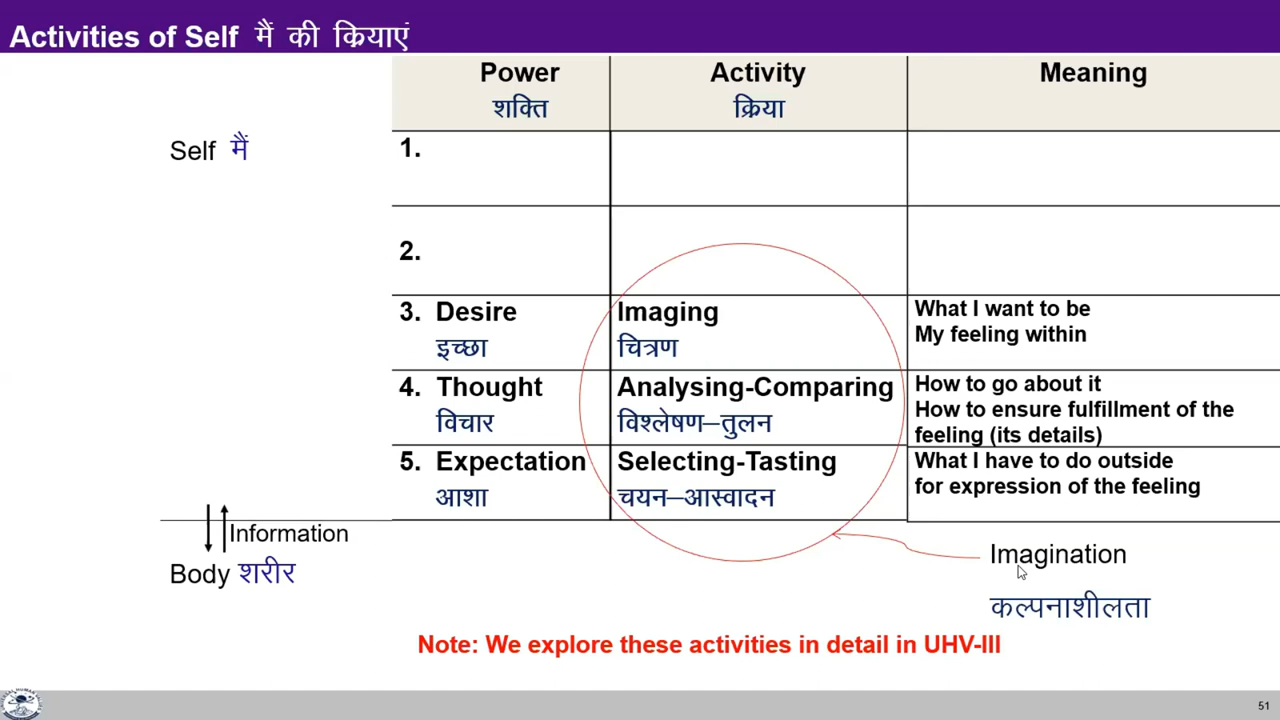 Activities of Self मैं की क्रियाएं
Power Activity Meaning
शक्ति क्रिया
Self मैं
1.
2.
3. Desire Imaging What I want to be
इच्छा चित्रण My feeling within
4. Thought Analysing-Comparing How to go about it
विचार विश्लेषण–तुलन How to ensure fulfillment of the
feeling (its details)
5. Expectation Selecting-Tasting What I have to do outside
आशा चयन–आस्वादन for expression of the feeling
Information
Body शरीर
Imagination
कल्पनाशीलता
Note: We explore these activities in detail in UHV-III
51